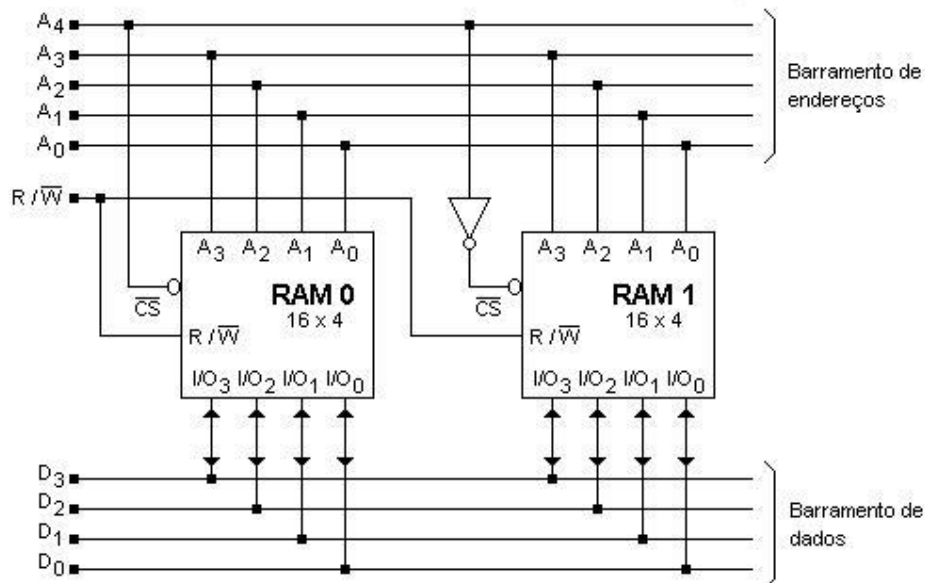 A4
A3
A2
A1
A0
Barramento de
endereços
R/W̅
A3 A2 A1 A0
C̅S̅
RAM 0
16 x 4
R/W̅
I/O3 I/O2 I/O1 I/O0
A3 A2 A1 A0
C̅S̅
RAM 1
16 x 4
R/W̅
I/O3 I/O2 I/O1 I/O0
D3
D2
D1
D0
Barramento de
dados